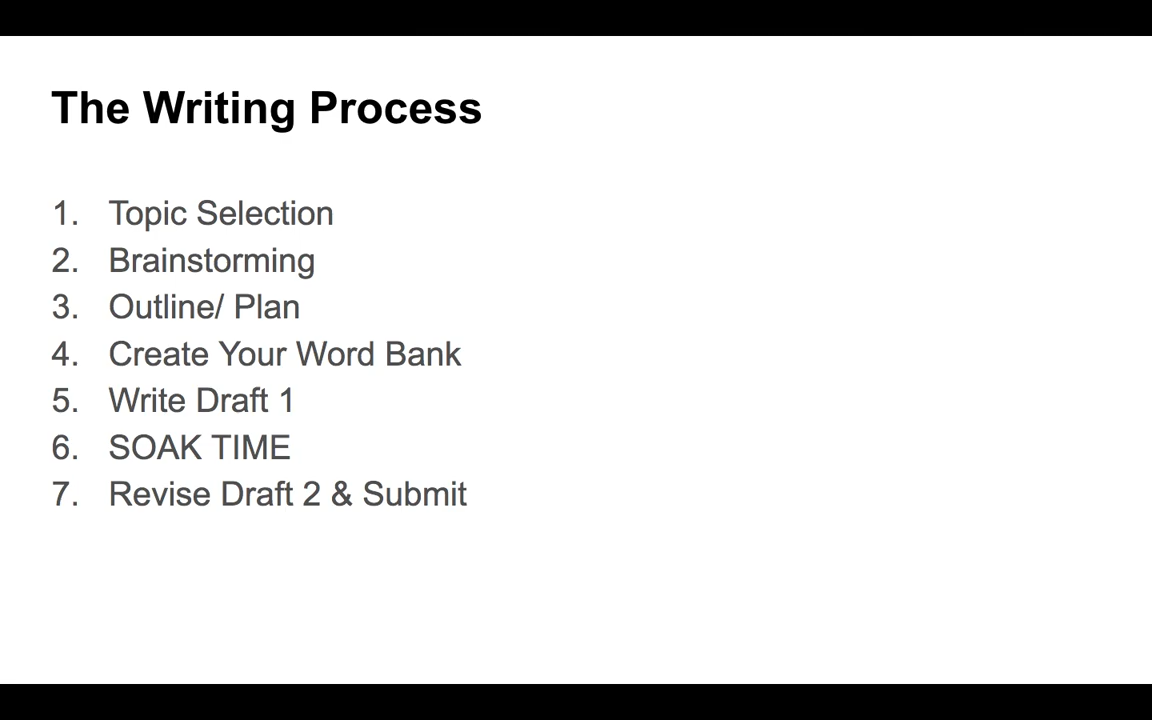 The Writing Process
1. Topic Selection
2. Brainstorming
3. Outline/ Plan
4. Create Your Word Bank
5. Write Draft 1
6. SOAK TIME
7. Revise Draft 2 & Submit